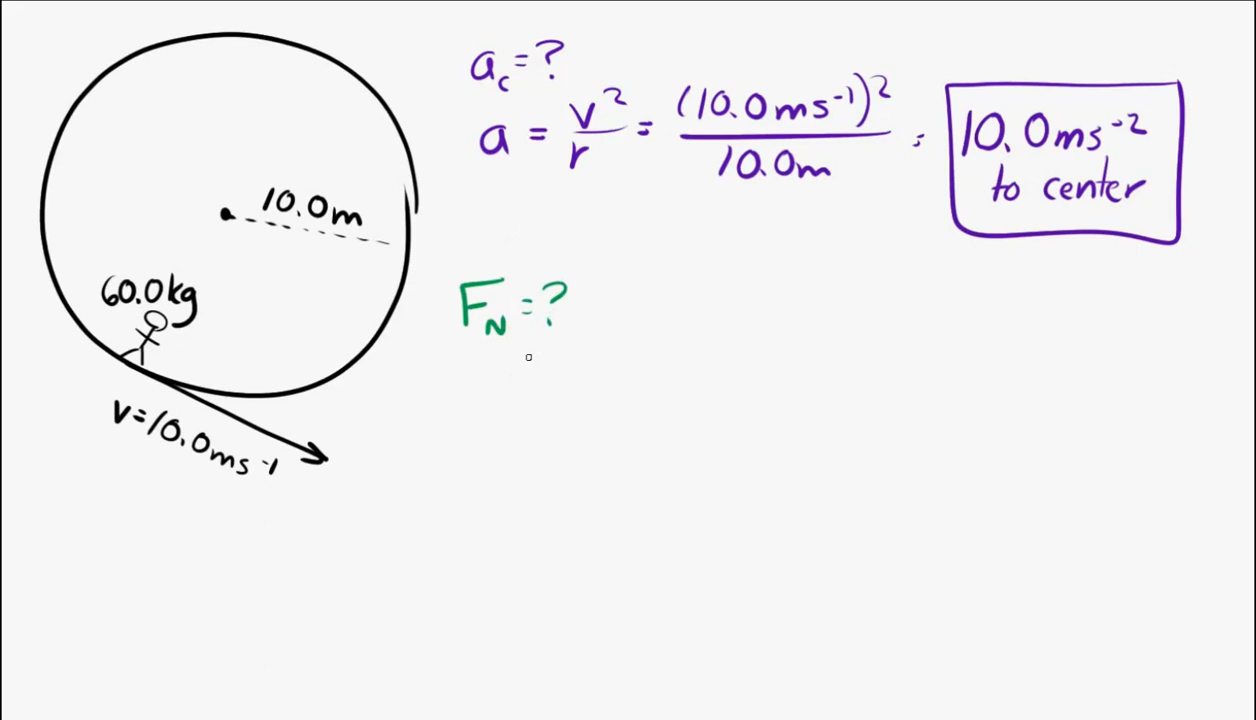 a_c = ?
a = v²/r = (10.0ms⁻¹)²/10.0m = 10.0ms⁻² to center
10.0m
60.0kg
F_N = ?
v=10.0ms⁻¹